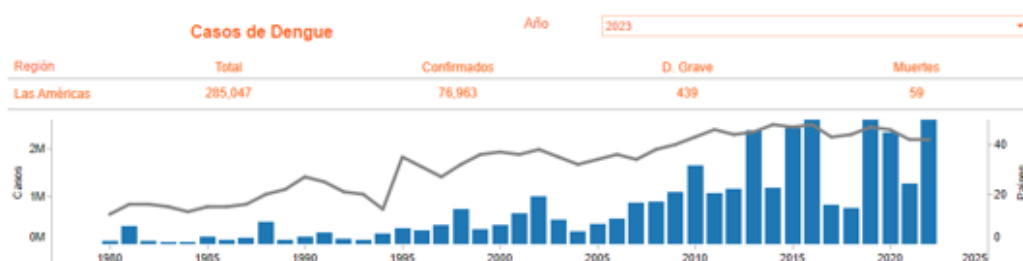 Casos de Dengue
Año 2023
Región Total Confirmados D. Grave Muertes
Las Américas 285,047 76,963 439 59
2M
1M
0M
Casos
40
20
0
Países
1980 1985 1990 1995 2000 2005 2010 2015 2020 2025